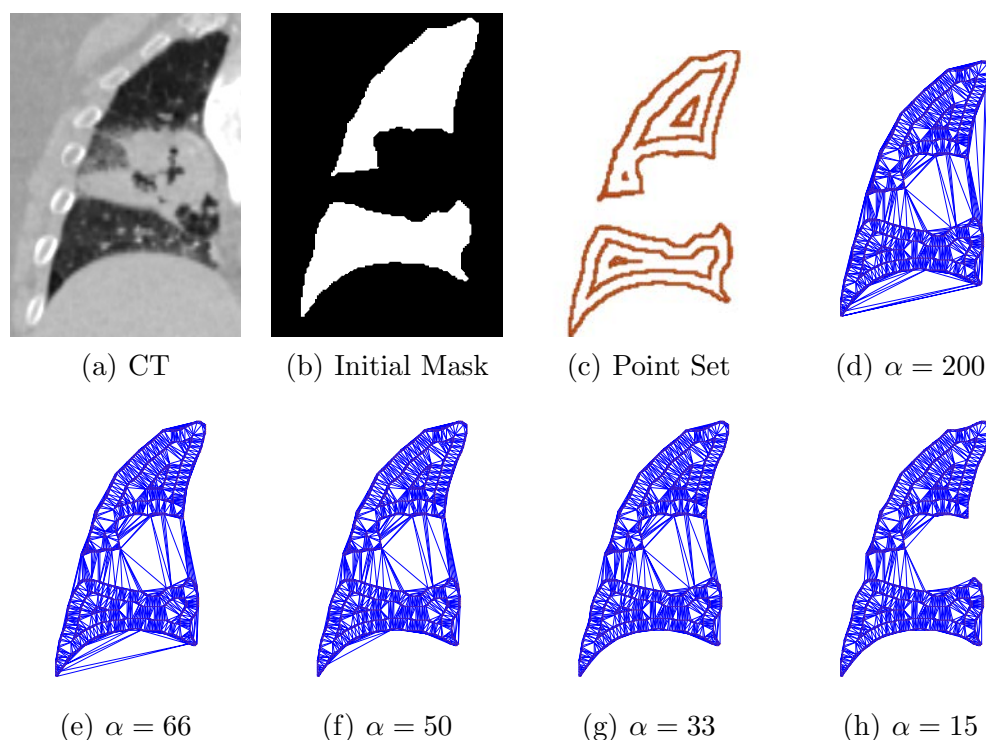 (a) CT
(b) Initial Mask
(c) Point Set
(d) α = 200
(e) α = 66
(f) α = 50
(g) α = 33
(h) α = 15